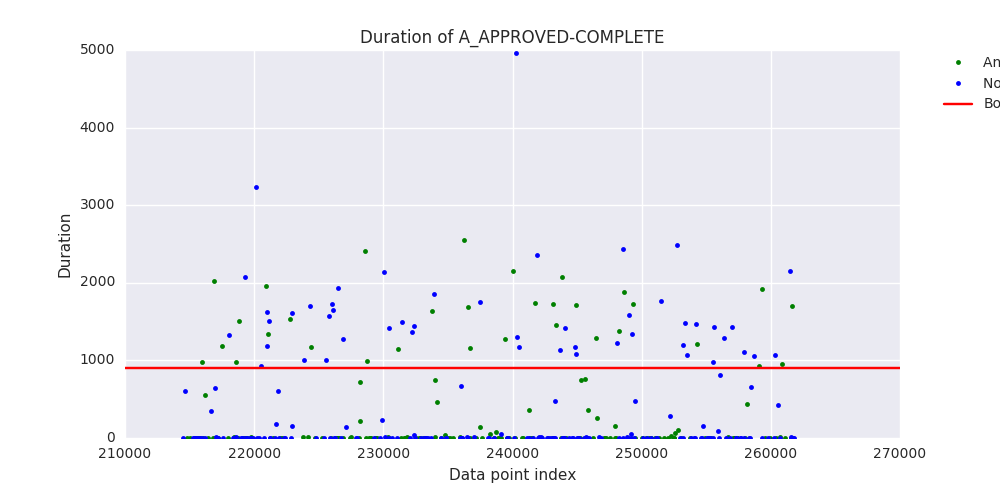 Duration of A_APPROVED-COMPLETE
5000
4000
3000
2000
1000
0
Duration
210000 220000 230000 240000 250000 260000 270000
Data point index
An
No
Bo